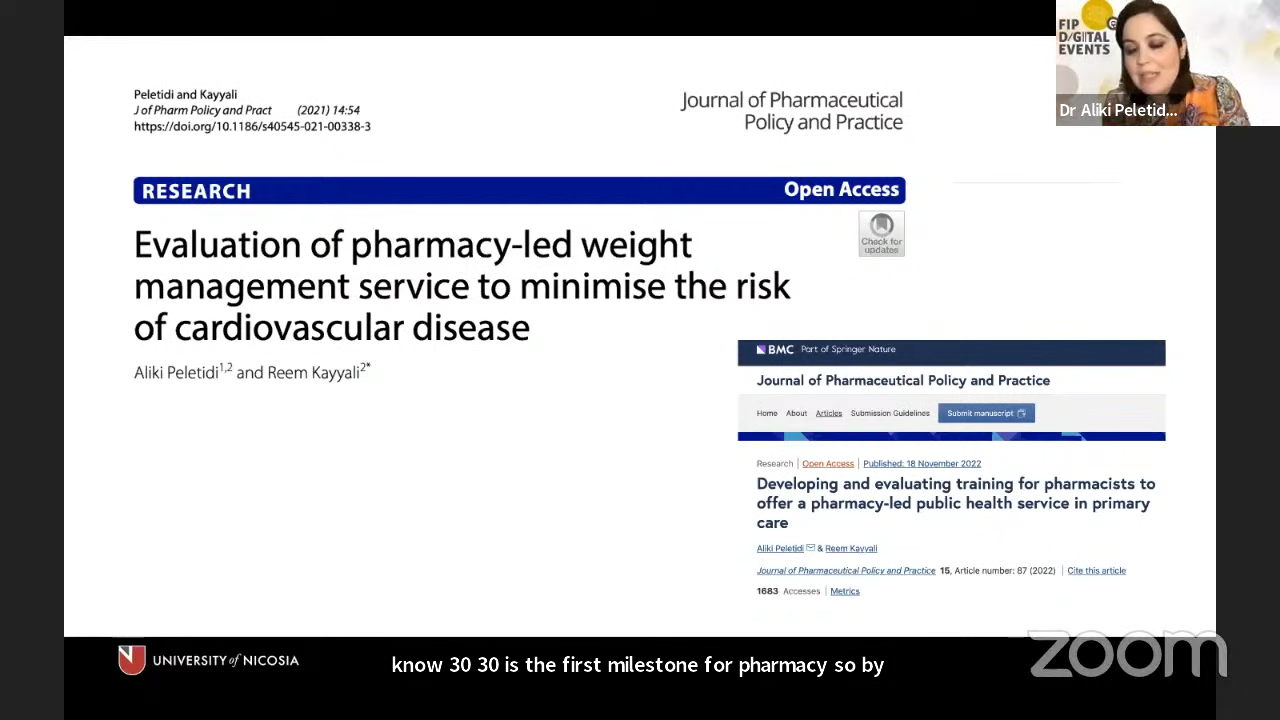 FIP
D/G!TAL
EVENTS
Dr Aliki Peletid...
Peletidi and Kayyali
J of Pharm Policy and Pract (2021) 14:54
https://doi.org/10.1186/s40545-021-00338-3
Journal of Pharmaceutical
Policy and Practice
RESEARCH
Open Access
Check for
updates
Evaluation of pharmacy-led weight
management service to minimise the risk
of cardiovascular disease
Aliki Peletidi1,2 and Reem Kayyali2*
BMC Part of Springer Nature
Journal of Pharmaceutical Policy and Practice
Home About Articles Submission Guidelines Submit manuscript
Research | Open Access | Published: 18 November 2022
Developing and evaluating training for pharmacists to
offer a pharmacy-led public health service in primary
care
Aliki Peletidi & Reem Kayyali
Journal of Pharmaceutical Policy and Practice 15, Article number: 87 (2022) | Cite this article
1683 Accesses | Metrics
UNIVERSITY of NICOSIA
know 30 30 is the first milestone for pharmacy so by
zoom